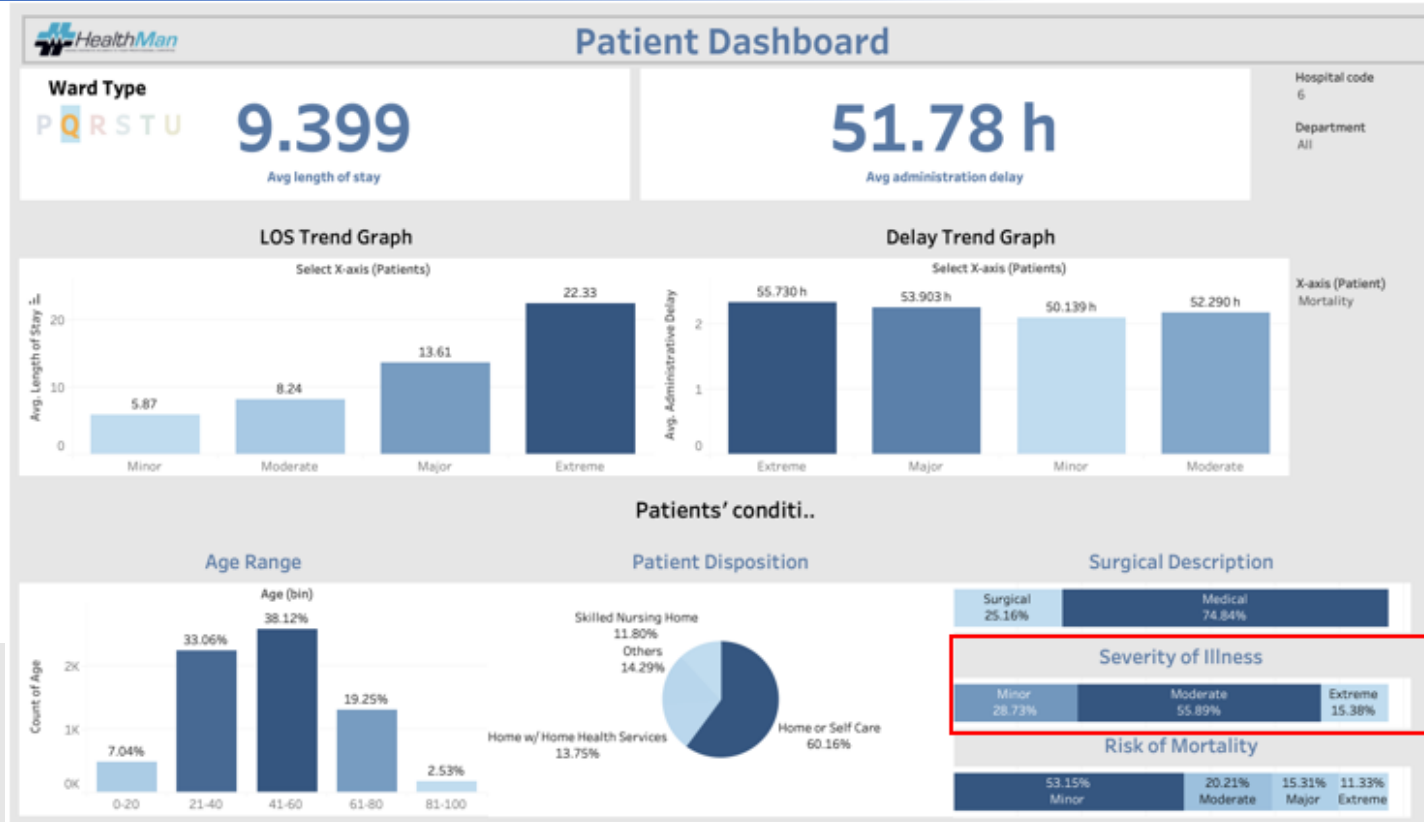 HealthMan
Patient Dashboard
Ward Type
P Q R S T U
9.399
Avg length of stay
51.78 h
Avg administration delay
Hospital code
6
Department
All
LOS Trend Graph
Select X-axis (Patients)
Avg. Length of Stay
20
10
0
5.87
8.24
13.61
22.33
Minor
Moderate
Major
Extreme
Delay Trend Graph
Select X-axis (Patients)
Avg. Administrative Delay
2
1
0
55.730 h
53.903 h
50.139 h
52.290 h
Extreme
Major
Minor
Moderate
X-axis (Patient)
Mortality
Patients' conditi..
Age Range
Age (bin)
Count of Age
2K
1K
0K
7.04%
33.06%
38.12%
19.25%
2.53%
0-20
21-40
41-60
61-80
81-100
Patient Disposition
Skilled Nursing Home
11.80%
Others
14.29%
Home w/ Home Health Services
13.75%
Home or Self Care
60.16%
Surgical Description
Surgical
25.16%
Medical
74.84%
Severity of Illness
Minor
28.73%
Moderate
55.89%
Extreme
15.38%
Risk of Mortality
53.15%
Minor
20.21%
Moderate
15.31%
Major
11.33%
Extreme